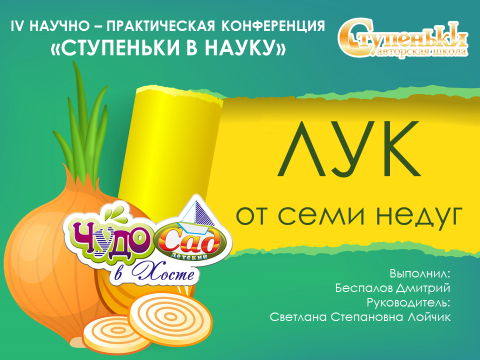 IV НАУЧНО – ПРАКТИЧЕСКАЯ КОНФЕРЕНЦИЯ
«СТУПЕНЬКИ В НАУКУ»
Ступеньки
авторская школа
ЛУК
от семи недуг
Чудо Сад
детский
в Хосте
Выполнил:
Беспалов Дмитрий
Руководитель:
Светлана Степановна Лойчик